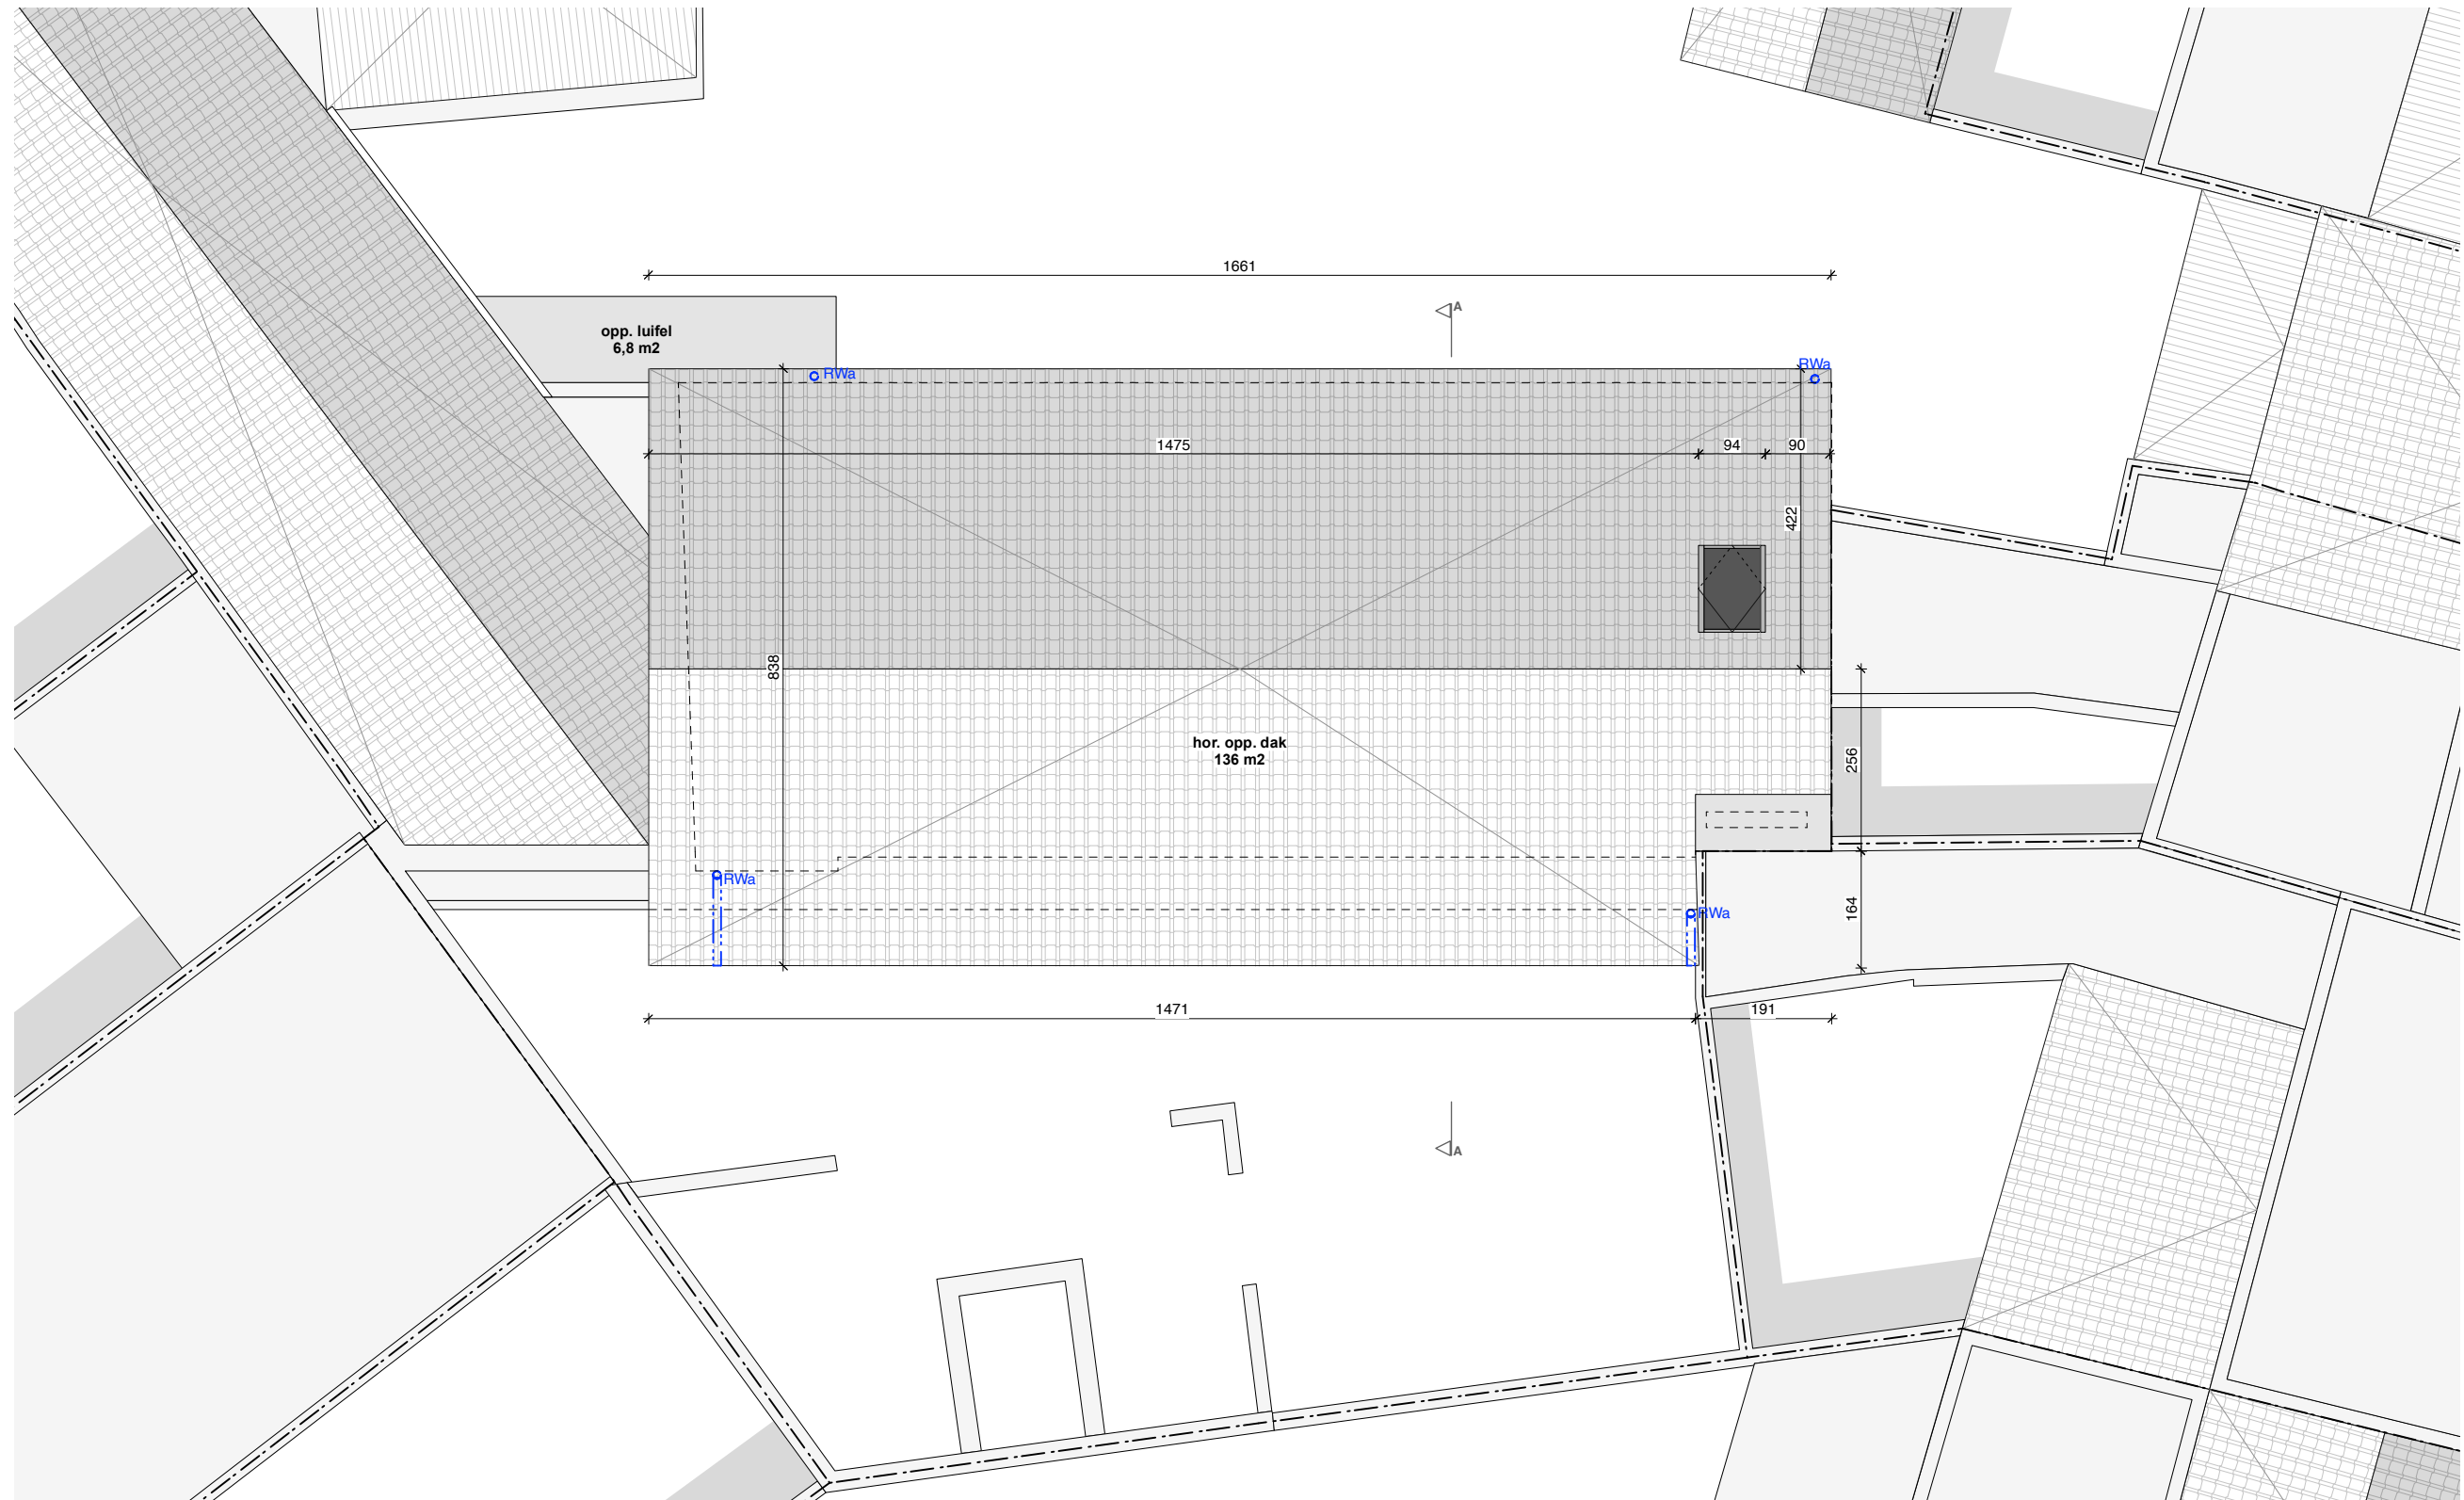 1661
A
opp. luifel
6,8 m2
RWa
RWa
1475
94
90
422
838
hor. opp. dak
136 m2
256
RWa
RWa
164
1471
191
A